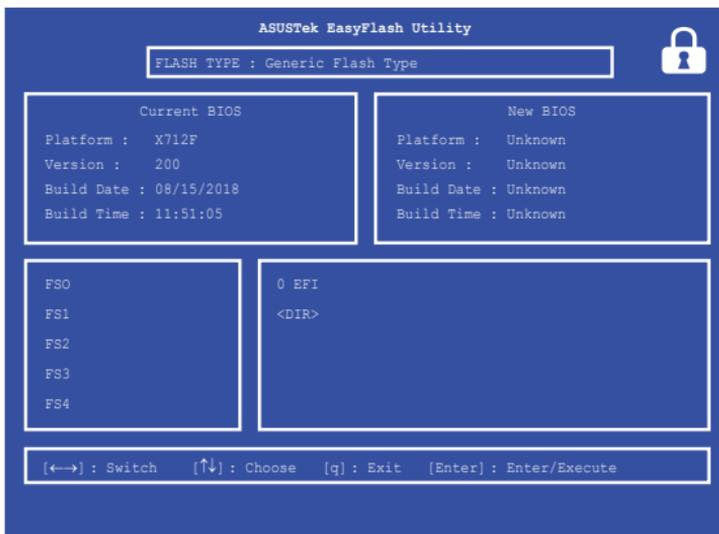 ASUSTek EasyFlash Utility
FLASH TYPE : Generic Flash Type
Current BIOS
Platform : X712F
Version : 200
Build Date : 08/15/2018
Build Time : 11:51:05
New BIOS
Platform : Unknown
Version : Unknown
Build Date : Unknown
Build Time : Unknown
FSO
FS1
FS2
FS3
FS4
0 EFI
<DIR>
[←→] : Switch [↑↓] : Choose [q] : Exit [Enter] : Enter/Execute